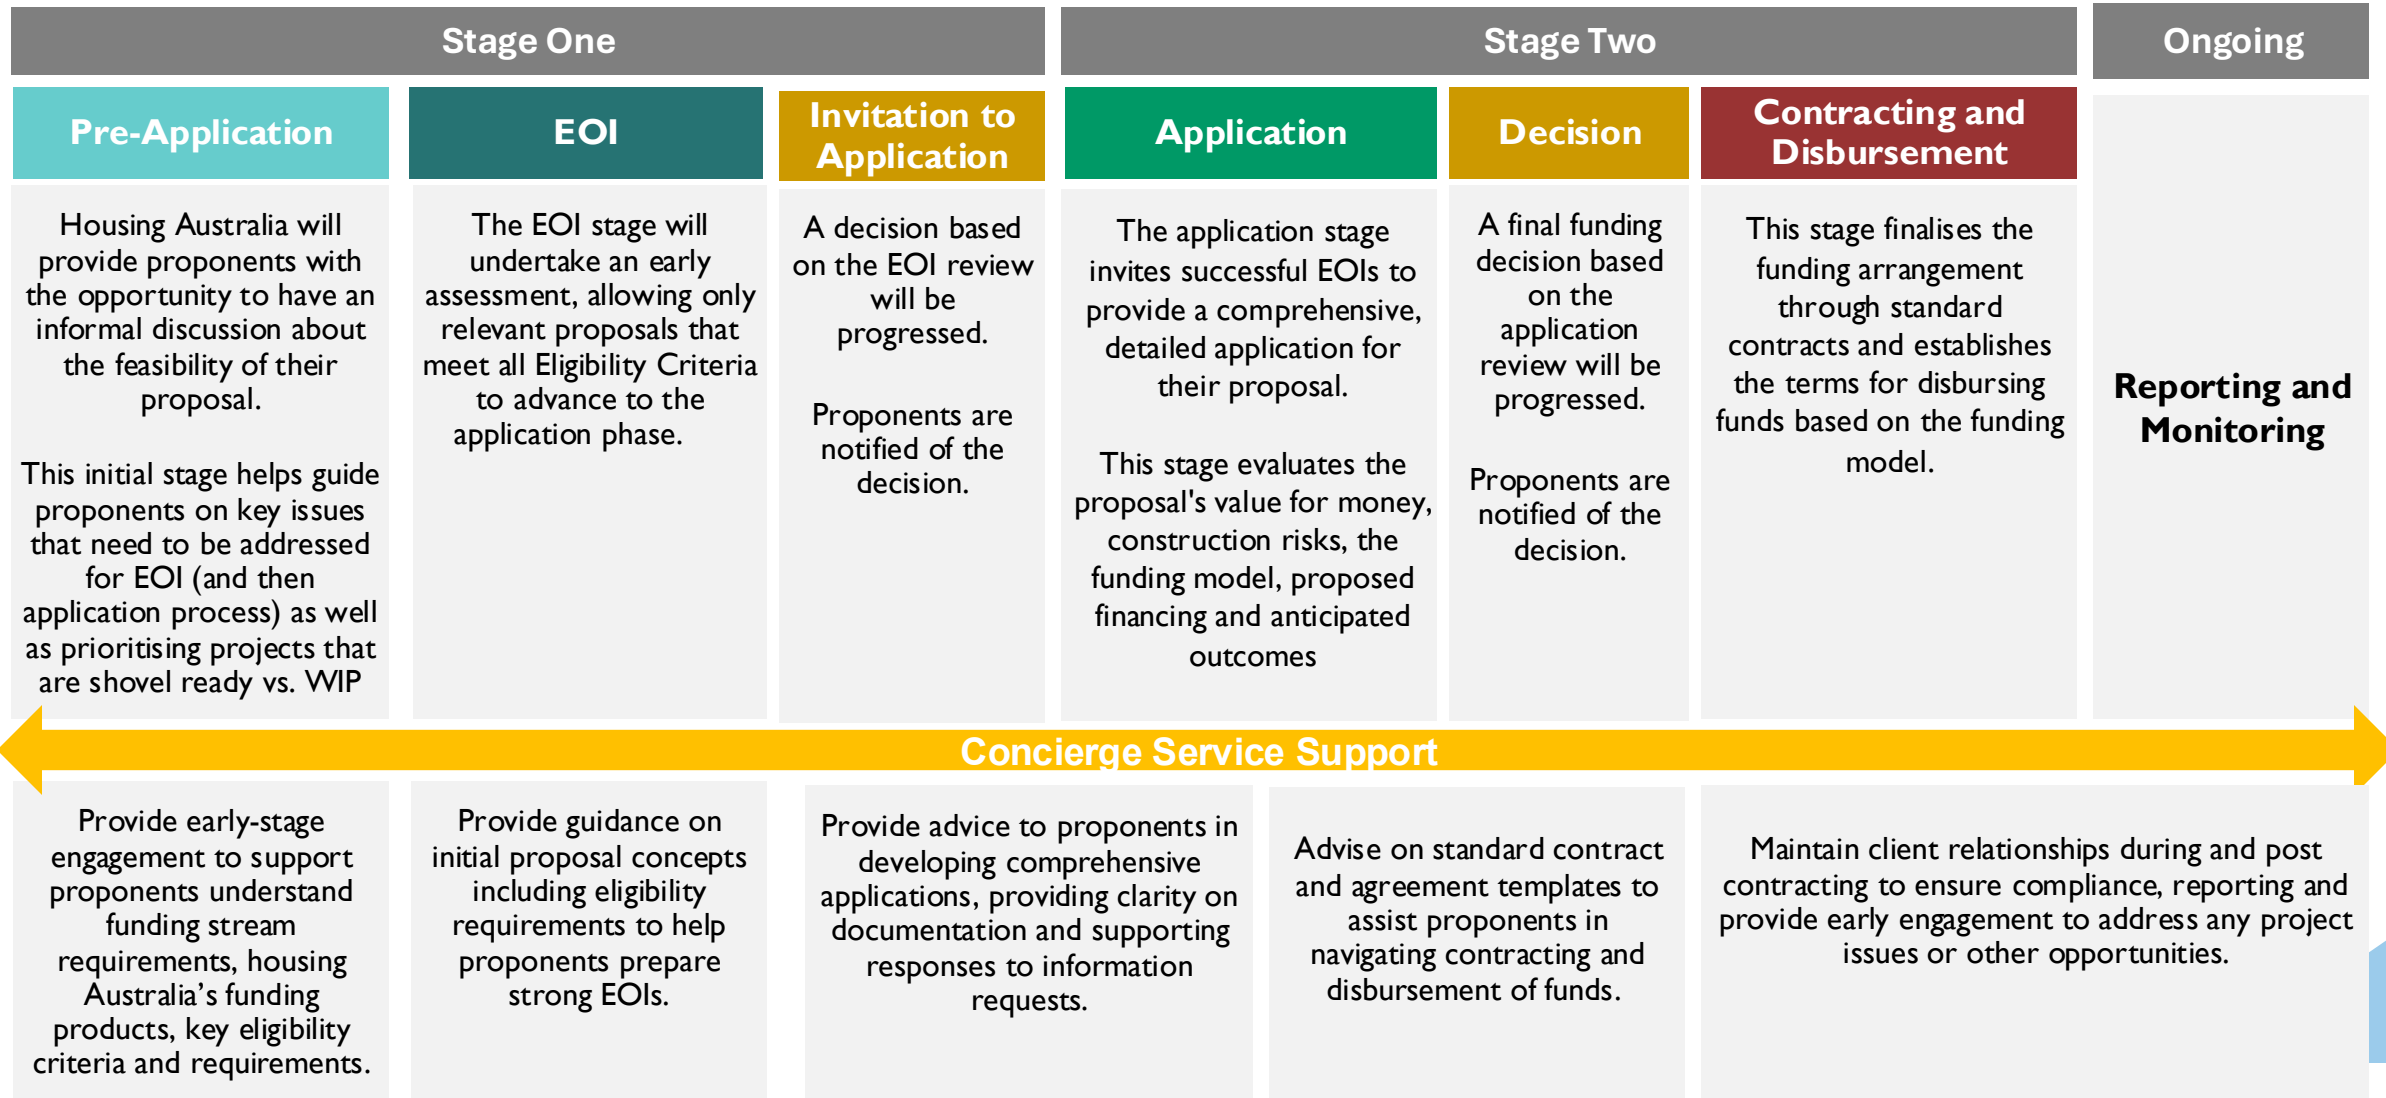 Stage One
Stage Two
Ongoing
Pre-Application
EOI
Invitation to
Application
Application
Decision
Contracting and
Disbursement
Housing Australia will
provide proponents with
the opportunity to have an
informal discussion about
the feasibility of their
proposal.
This initial stage helps guide
proponents on key issues
that need to be addressed
for EOI (and then
application process) as well
as prioritising projects that
are shovel ready vs. WIP
The EOI stage will
undertake an early
assessment, allowing only
relevant proposals that
meet all Eligibility Criteria
to advance to the
application phase.
A decision based
on the EOI review
will be
progressed.
Proponents are
notified of the
decision.
The application stage
invites successful EOIs to
provide a comprehensive,
detailed application for
their proposal.
This stage evaluates the
proposal's value for money,
construction risks, the
funding model, proposed
financing and anticipated
outcomes
A final funding
decision based
on the
application
review will be
progressed.
Proponents are
notified of the
decision.
This stage finalises the
funding arrangement
through standard
contracts and establishes
the terms for disbursing
funds based on the funding
model.
Reporting and
Monitoring
Concierge Service Support
Provide early-stage
engagement to support
proponents understand
funding stream
requirements, housing
Australia’s funding
products, key eligibility
criteria and requirements.
Provide guidance on
initial proposal concepts
including eligibility
requirements to help
proponents prepare
strong EOIs.
Provide advice to proponents in
developing comprehensive
applications, providing clarity on
documentation and supporting
responses to information
requests.
Advise on standard contract
and agreement templates to
assist proponents in
navigating contracting and
disbursement of funds.
Maintain client relationships during and post
contracting to ensure compliance, reporting and
provide early engagement to address any project
issues or other opportunities.